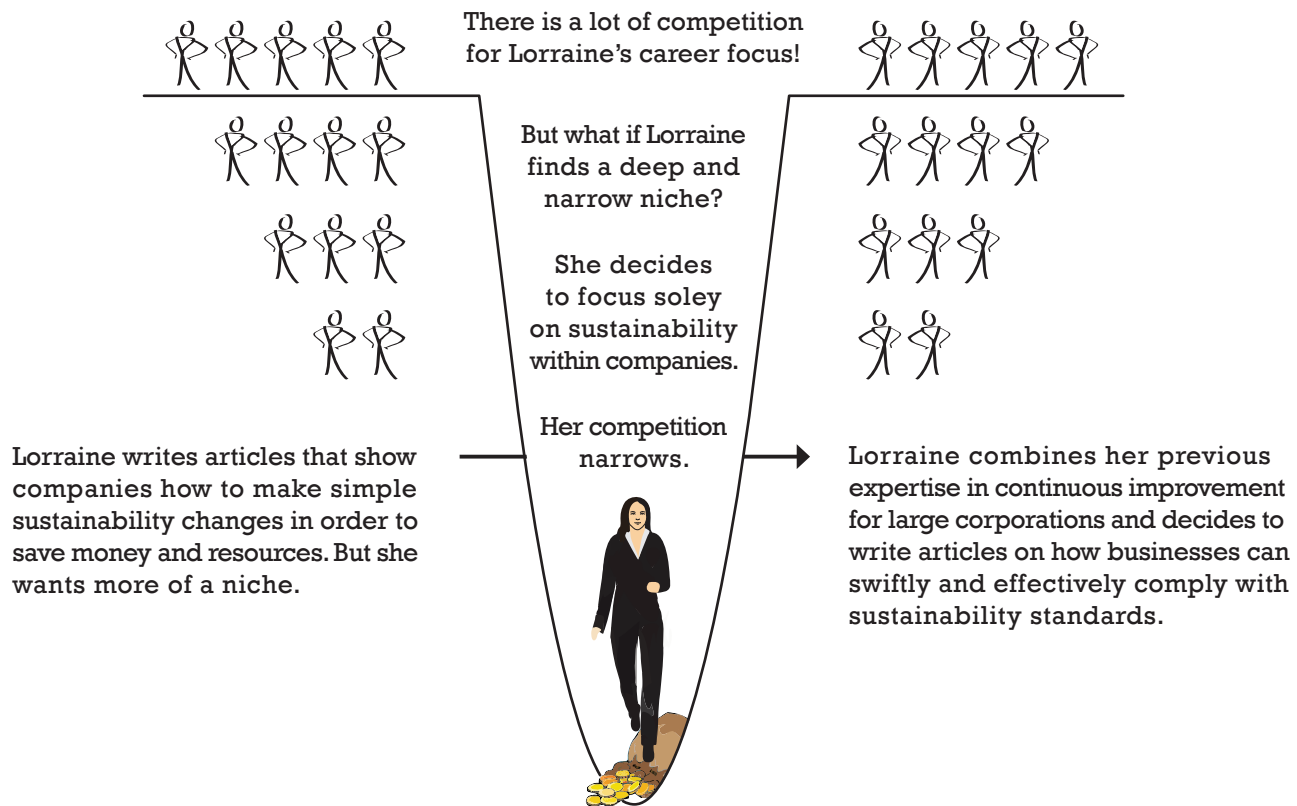 There is a lot of competition
for Lorraine’s career focus!
But what if Lorraine
finds a deep and
narrow niche?
She decides
to focus soley
on sustainability
within companies.
Her competition
narrows.
Lorraine writes articles that show
companies how to make simple
sustainability changes in order to
save money and resources. But she
wants more of a niche.
Lorraine combines her previous
expertise in continuous improvement
for large corporations and decides to
write articles on how businesses can
swiftly and effectively comply with
sustainability standards.